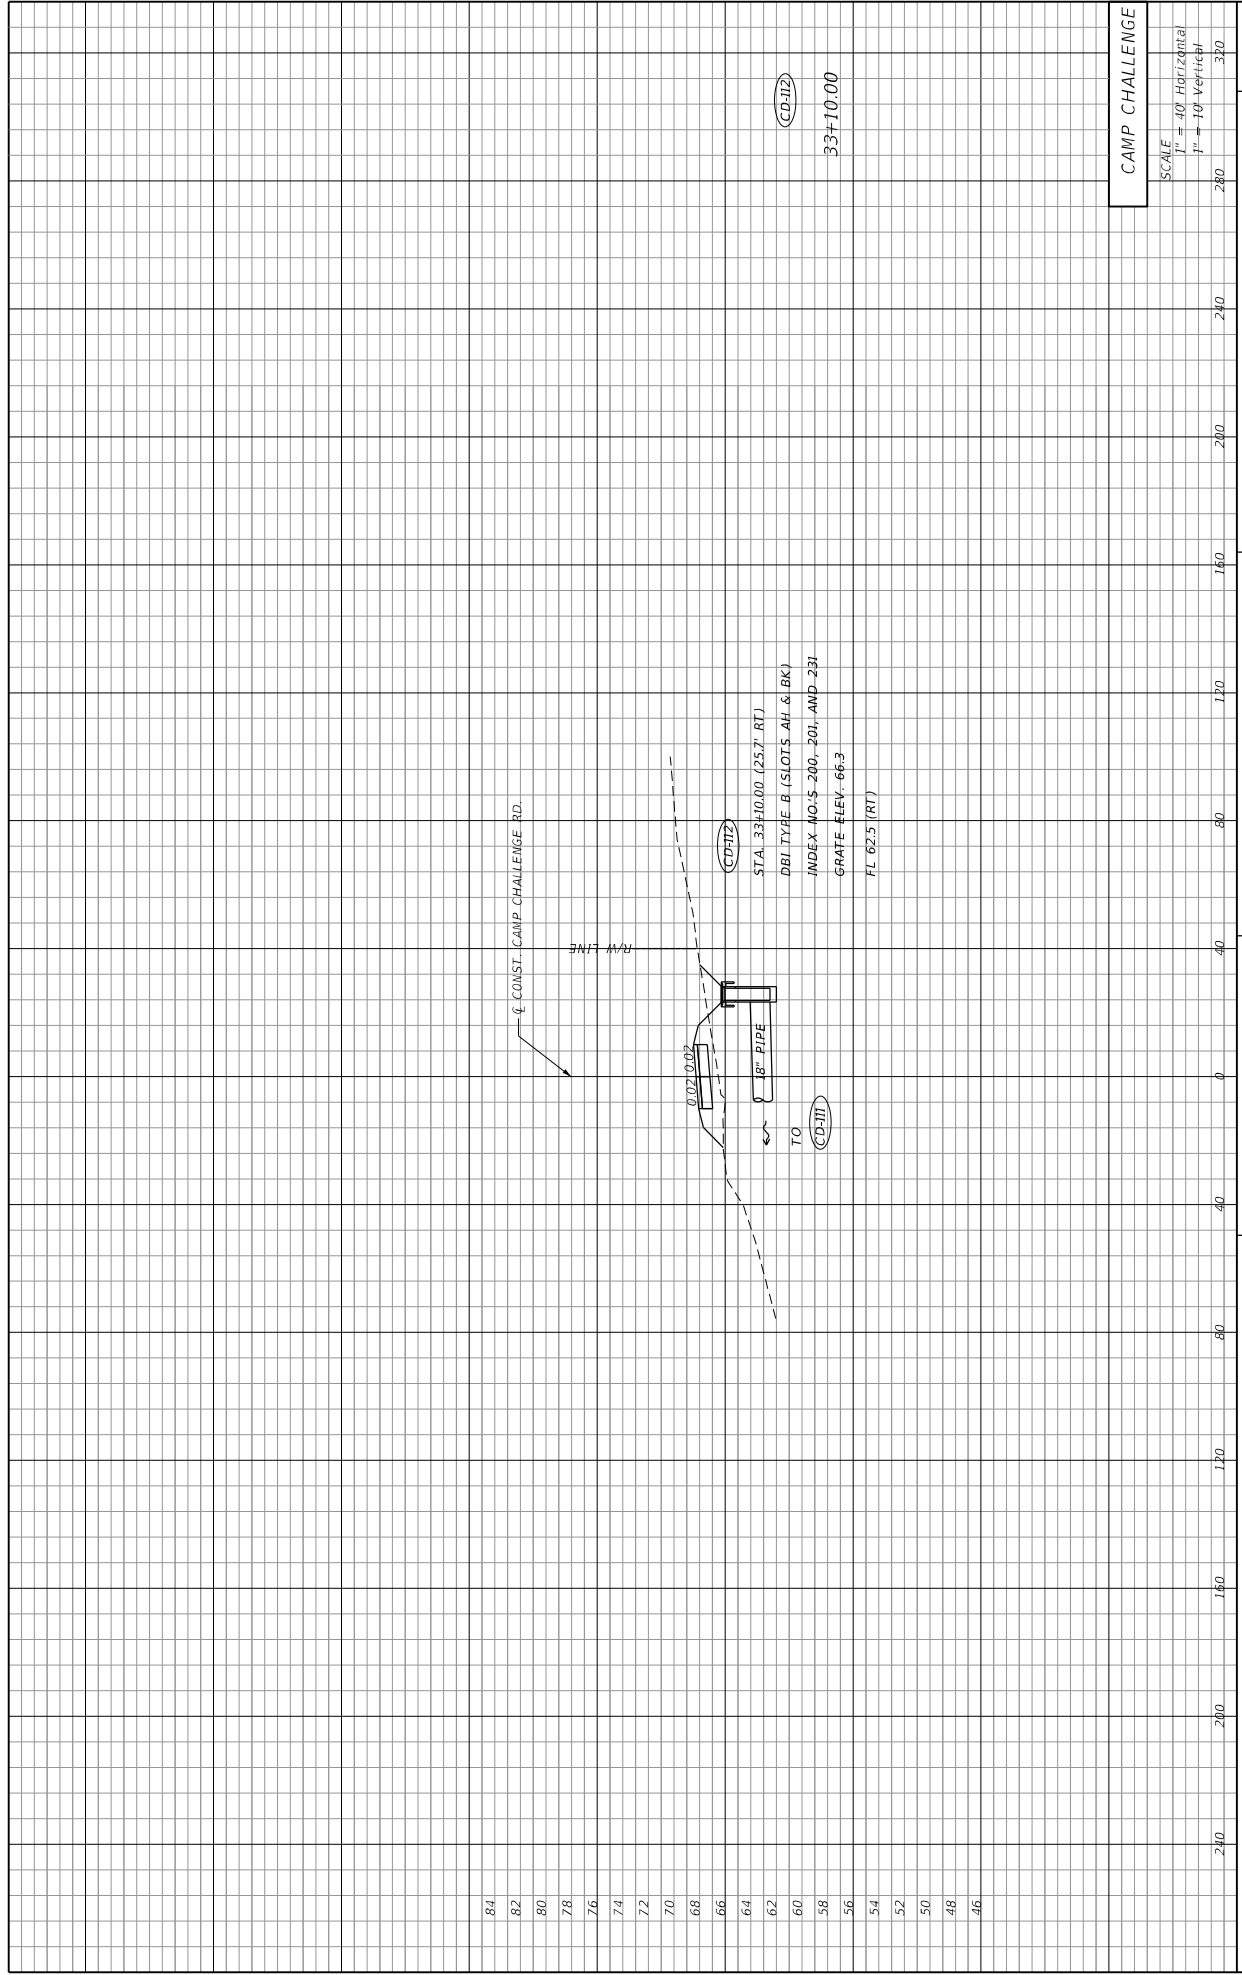 CD-112
33+10.00
CAMP CHALLENGE
SCALE
1" = 40' Horizontal
1" = 10' Vertical
℄ CONST. CAMP CHALLENGE RD.
R/W LINE
0.02 0.02
18" PIPE
TO
CD-111
CD-112
STA. 33+10.00 (25.7' RT)
DBI TYPE B (SLOTS AH & BK)
INDEX NO.'S 200, 201, AND 231
GRATE ELEV. 66.3
FL 62.5 (RT)
84
82
80
78
76
74
72
70
68
66
64
62
60
58
56
54
52
50
48
46
240 200 160 120 80 40 0 40 80 120 160 200 240 280 320